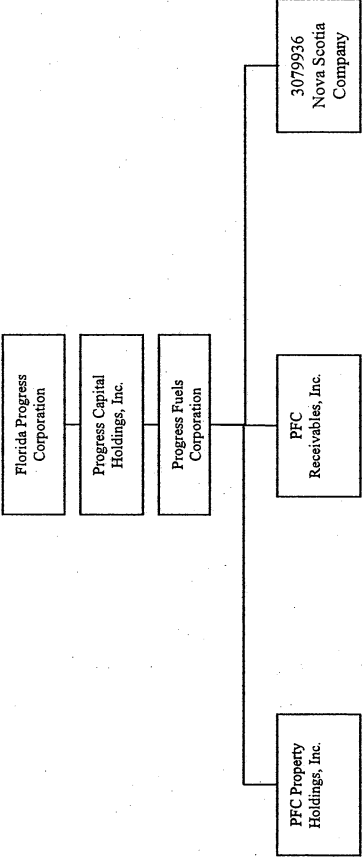 Florida Progress
Corporation
Progress Capital
Holdings, Inc.
Progress Fuels
Corporation
PFC Property
Holdings, Inc.
PFC
Receivables, Inc.
3079936
Nova Scotia
Company